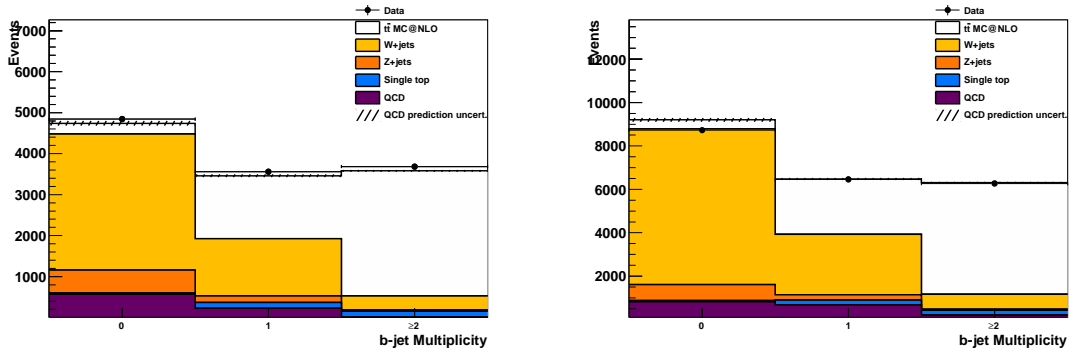 Events
7000
6000
5000
4000
3000
2000
1000
0
1
≥2
b-jet Multiplicity
Data
tt̄ MC@NLO
W+jets
Z+jets
Single top
QCD
QCD prediction uncert.
Events
12000
10000
8000
6000
4000
2000
0
1
≥2
b-jet Multiplicity
Data
tt̄ MC@NLO
W+jets
Z+jets
Single top
QCD
QCD prediction uncert.